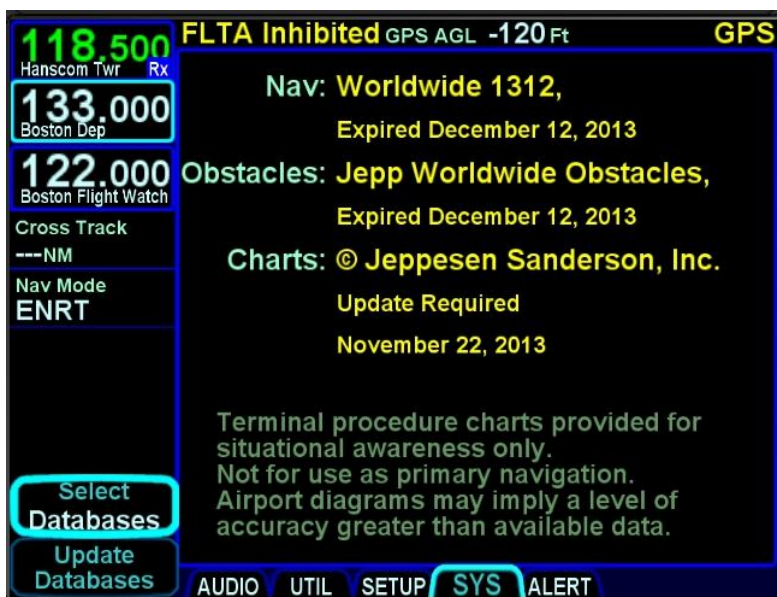 118.500
Hanscom Twr Rx
133.000
Boston Dep
122.000
Boston Flight Watch
Cross Track
---NM
Nav Mode
ENRT
Select
Databases
Update
Databases
FLTA Inhibited GPS AGL -120 Ft GPS
Nav: Worldwide 1312,
Expired December 12, 2013
Obstacles: Jepp Worldwide Obstacles,
Expired December 12, 2013
Charts: © Jeppesen Sanderson, Inc.
Update Required
November 22, 2013
Terminal procedure charts provided for
situational awareness only.
Not for use as primary navigation.
Airport diagrams may imply a level of
accuracy greater than available data.
AUDIO UTIL SETUP SYS ALERT